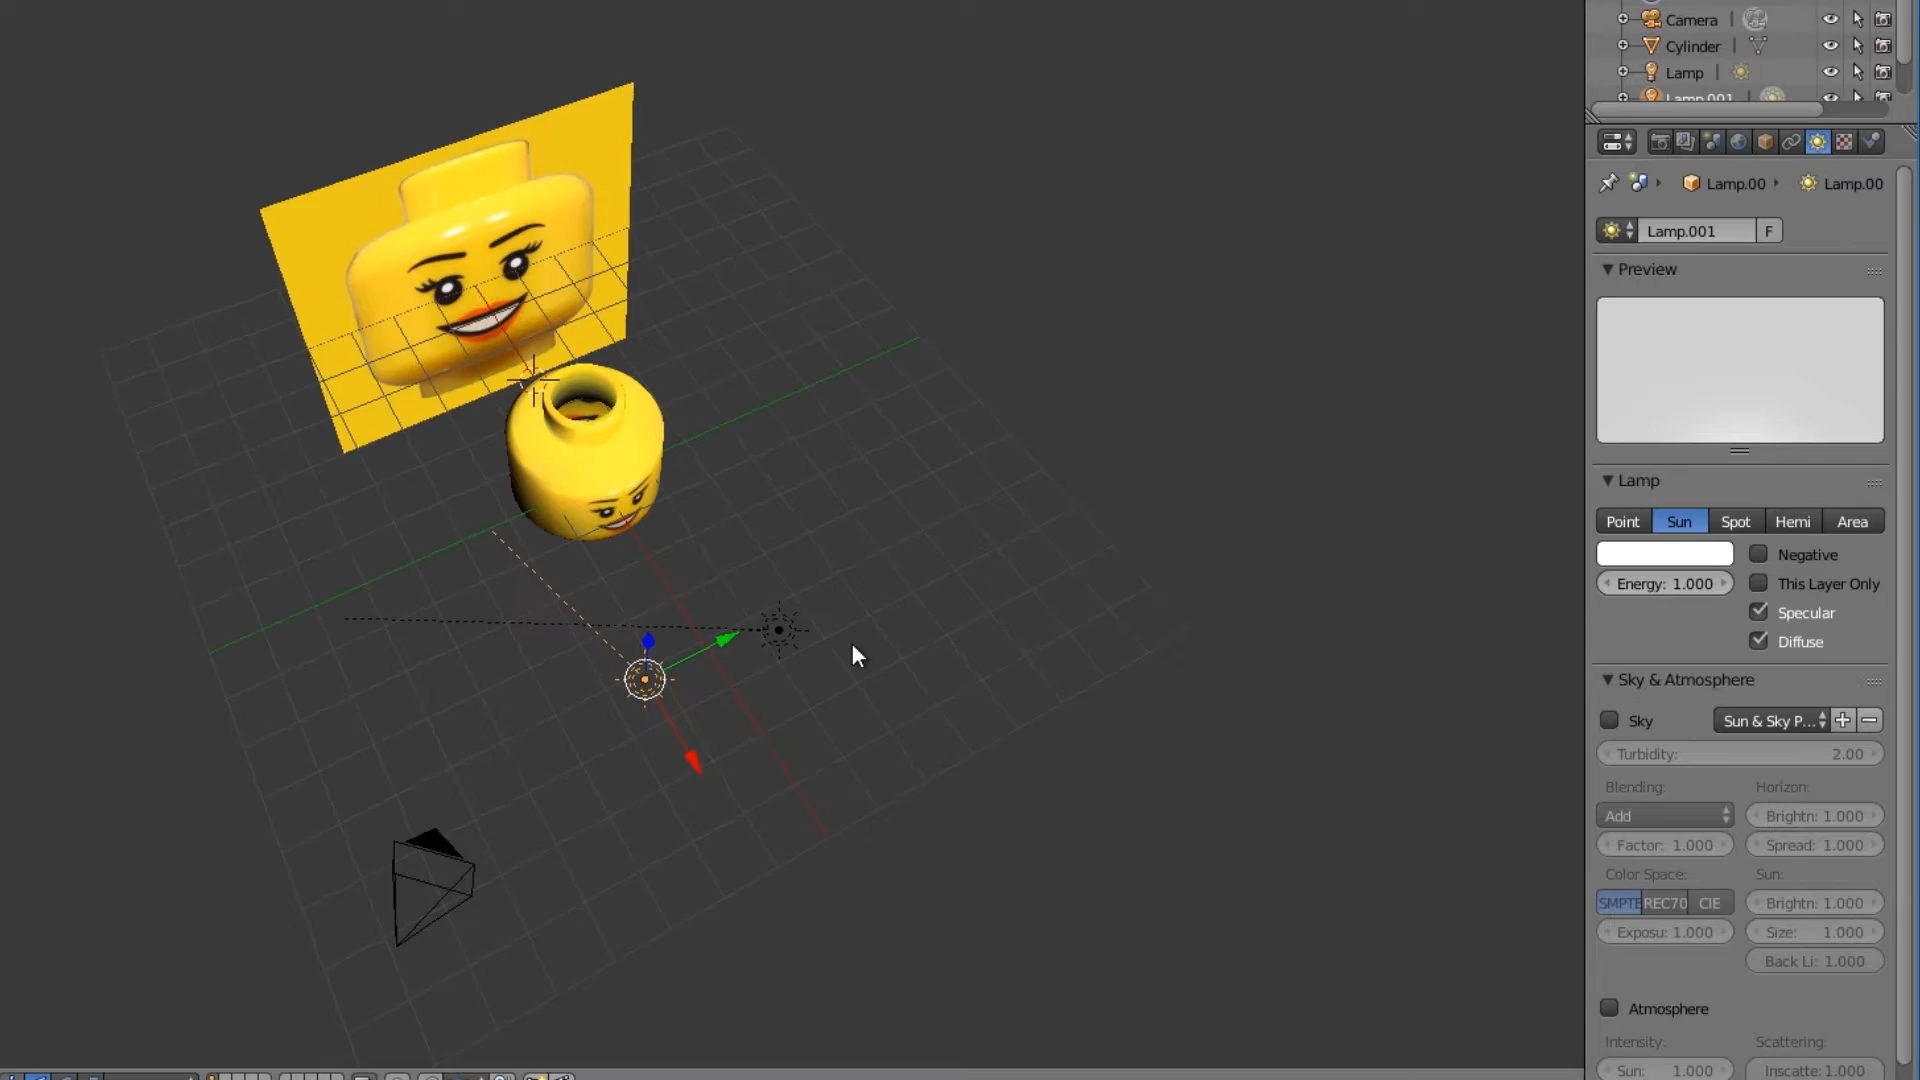 Camera
Cylinder
Lamp
Lamp.001
Lamp.00 Lamp.00
Lamp.001 F
Preview
Lamp
Point Sun Spot Hemi Area
Negative
Energy: 1.000 This Layer Only
Specular
Diffuse
Sky & Atmosphere
Sky Sun & Sky P...
Turbidity: 2.00
Blending: Horizon:
Add Brightn: 1.000
Factor: 1.000 Spread: 1.000
Color Space: Sun:
SMPTE REC70 CIE Brightn: 1.000
Exposu: 1.000 Size: 1.000
Back Li: 1.000
Atmosphere
Intensity: Scattering:
Sun: 1.000 Inscatte: 1.000